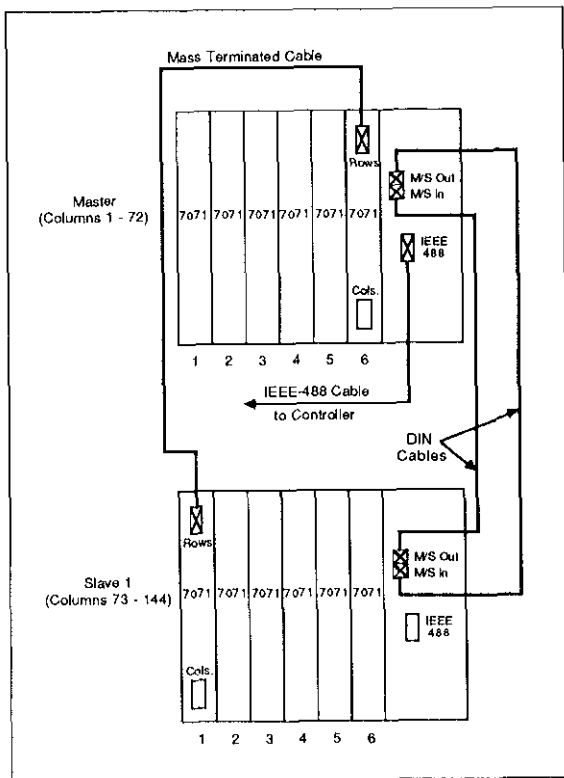 Mass Terminated Cable
Rows
M/S Out
M/S In
Master
(Columns 1 - 72)
7071 7071 7071 7071 7071 7071
IEEE
488
Cols.
1 2 3 4 5 6
IEEE-488 Cable
to Controller
DIN
Cables
Rows
M/S Out
M/S In
Slave 1
(Columns 73 - 144)
7071 7071 7071 7071 7071 7071
IEEE
488
Cols.
1 2 3 4 5 6